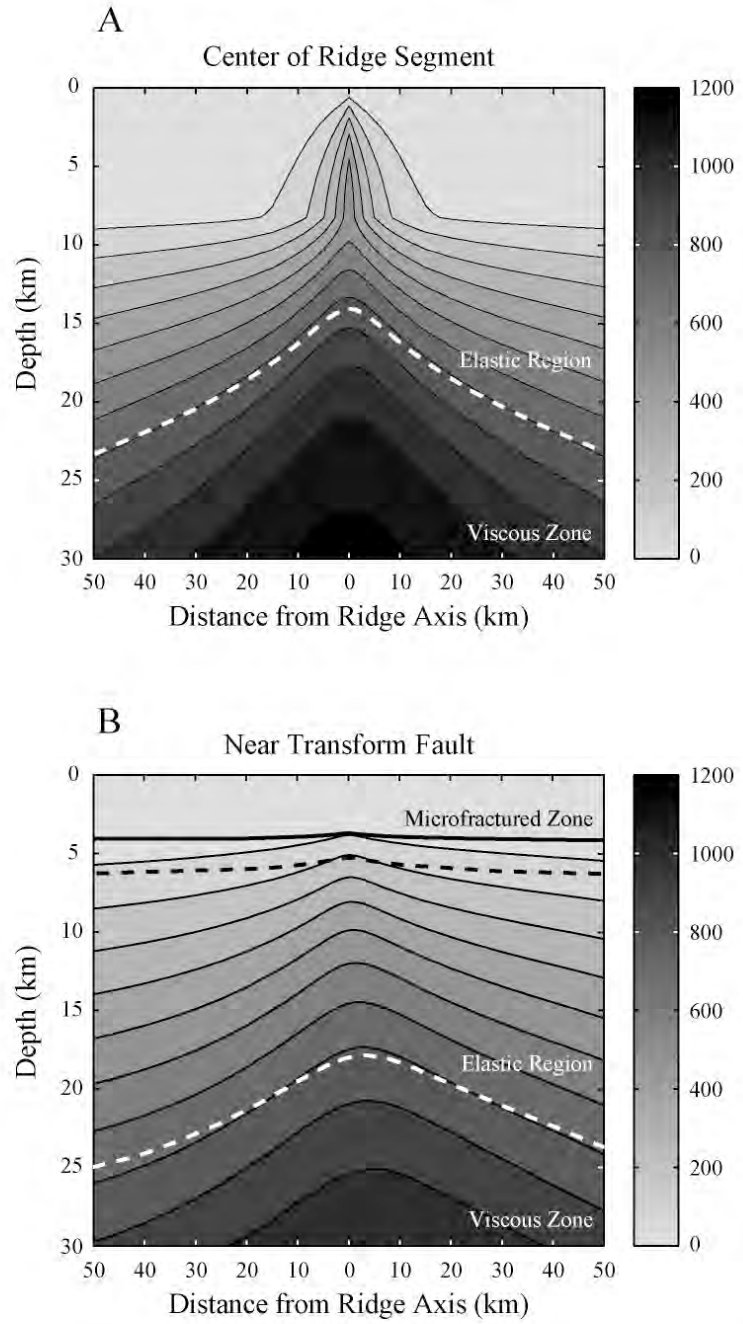 A
Center of Ridge Segment
0
5
10
15
20
25
30
Depth (km)
Elastic Region
Viscous Zone
50 40 30 20 10 0 10 20 30 40 50
Distance from Ridge Axis (km)
1200
1000
800
600
400
200
0
B
Near Transform Fault
0
5
10
15
20
25
30
Depth (km)
Microfractured Zone
Elastic Region
Viscous Zone
50 40 30 20 10 0 10 20 30 40 50
Distance from Ridge Axis (km)
1200
1000
800
600
400
200
0